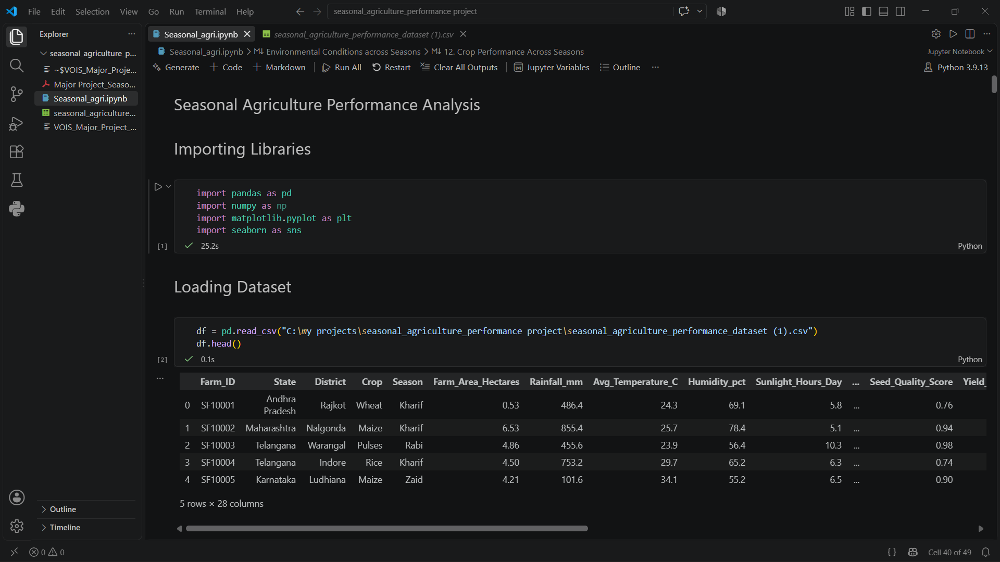 File Edit Selection View Go Run Terminal Help
seasonal_agriculture_performance project
Explorer
seasonal_agriculture_p...
~$VOIS_Major_Proje...
Major Project_Seaso...
Seasonal_agri.ipynb
seasonal_agriculture...
VOIS_Major_Project_...
Outline
Timeline
Seasonal_agri.ipynb seasonal_agriculture_performance_dataset (1).csv
Seasonal_agri.ipynb > M↓ Environmental Conditions across Seasons > M↓ 12. Crop Performance Across Seasons
Jupyter Notebook
Generate + Code + Markdown Run All Restart Clear All Outputs Jupyter Variables Outline ...
Python 3.9.13
Seasonal Agriculture Performance Analysis
Importing Libraries
import pandas as pd
import numpy as np
import matplotlib.pyplot as plt
import seaborn as sns
[1] 25.2s Python
Loading Dataset
df = pd.read_csv("C:\my projects\seasonal_agriculture_performance project\seasonal_agriculture_performance_dataset (1).csv")
df.head()
[2] 0.1s Python
...
Farm_ID State District Crop Season Farm_Area_Hectares Rainfall_mm Avg_Temperature_C Humidity_pct Sunlight_Hours_Day ... Seed_Quality_Score Yield_
0 SF10001 Andhra Pradesh Rajkot Wheat Kharif 0.53 486.4 24.3 69.1 5.8 ... 0.76
1 SF10002 Maharashtra Nalgonda Maize Kharif 6.53 855.4 25.7 78.4 5.1 ... 0.94
2 SF10003 Telangana Warangal Pulses Rabi 4.86 455.6 23.9 56.4 10.3 ... 0.98
3 SF10004 Telangana Indore Rice Kharif 4.50 753.2 29.7 65.2 6.3 ... 0.74
4 SF10005 Karnataka Ludhiana Maize Zaid 4.21 101.6 34.1 55.2 6.5 ... 0.90
5 rows × 28 columns
0 0
{ } Cell 40 of 49